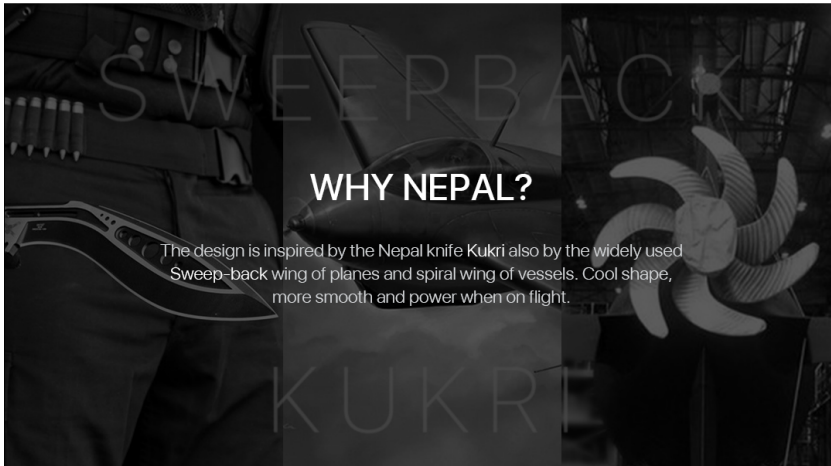 SWEEPBACK
WHY NEPAL?
The design is inspired by the Nepal knife Kukri also by the widely used
Sweep-back wing of planes and spiral wing of vessels. Cool shape,
more smooth and power when on flight.
KUKRI